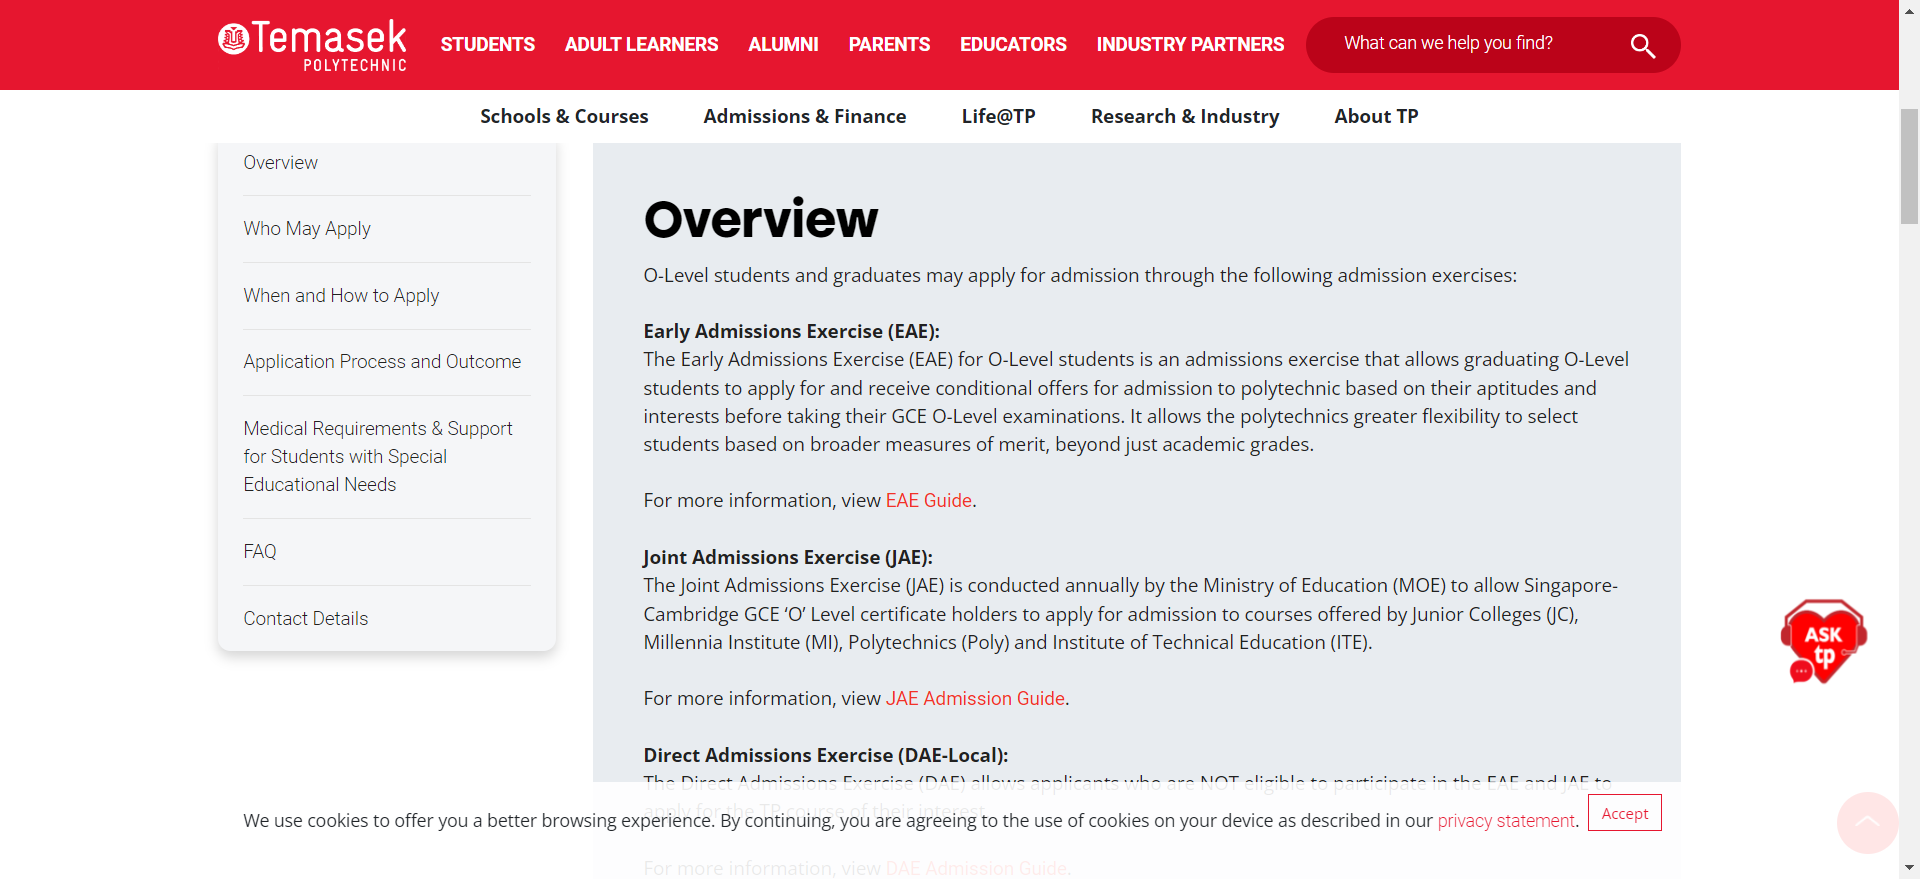 Temasek
POLYTECHNIC
STUDENTS
ADULT LEARNERS
ALUMNI
PARENTS
EDUCATORS
INDUSTRY PARTNERS
What can we help you find?
Schools & Courses
Admissions & Finance
Life@TP
Research & Industry
About TP
Overview
Who May Apply
When and How to Apply
Application Process and Outcome
Medical Requirements & Support
for Students with Special
Educational Needs
FAQ
Contact Details
Overview
O-Level students and graduates may apply for admission through the following admission exercises:
Early Admissions Exercise (EAE):
The Early Admissions Exercise (EAE) for O-Level students is an admissions exercise that allows graduating O-Level
students to apply for and receive conditional offers for admission to polytechnic based on their aptitudes and
interests before taking their GCE O-Level examinations. It allows the polytechnics greater flexibility to select
students based on broader measures of merit, beyond just academic grades.
For more information, view EAE Guide.
Joint Admissions Exercise (JAE):
The Joint Admissions Exercise (JAE) is conducted annually by the Ministry of Education (MOE) to allow Singapore-
Cambridge GCE ‘O’ Level certificate holders to apply for admission to courses offered by Junior Colleges (JC),
Millennia Institute (MI), Polytechnics (Poly) and Institute of Technical Education (ITE).
For more information, view JAE Admission Guide.
Direct Admissions Exercise (DAE-Local):
The Direct Admissions Exercise (DAE) allows applicants who are NOT eligible to participate in the EAE and JAE to
apply for the TP course of their interest.
For more information, view DAE Admission Guide.
We use cookies to offer you a better browsing experience. By continuing, you are agreeing to the use of cookies on your device as described in our privacy statement.
Accept
ASK
tp